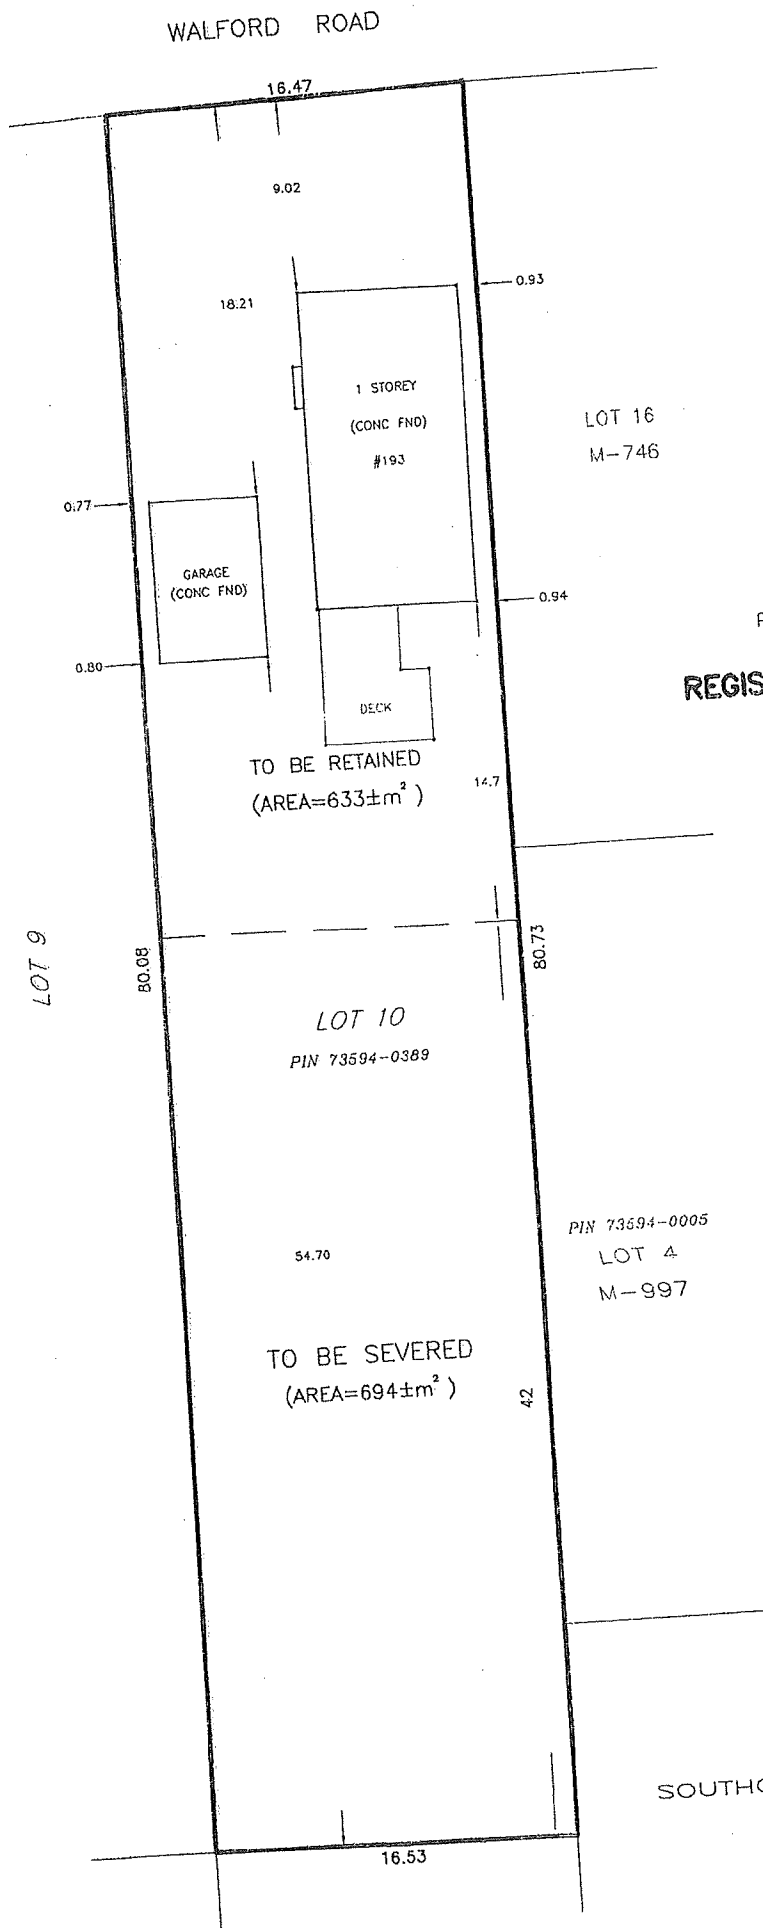 WALFORD ROAD
16.47
9.02
0.93
18.21
1 STOREY
(CONC FND)
#193
LOT 16
M-746
0.77
GARAGE
(CONC FND)
0.94
0.80
REGIS
DECK
TO BE RETAINED
(AREA=633±m²)
14.7
LOT 9
80.08
80.73
LOT 10
PIN 73594-0389
PIN 73594-0005
LOT 4
M-997
54.70
TO BE SEVERED
(AREA=694±m²)
42
SOUTH
16.53